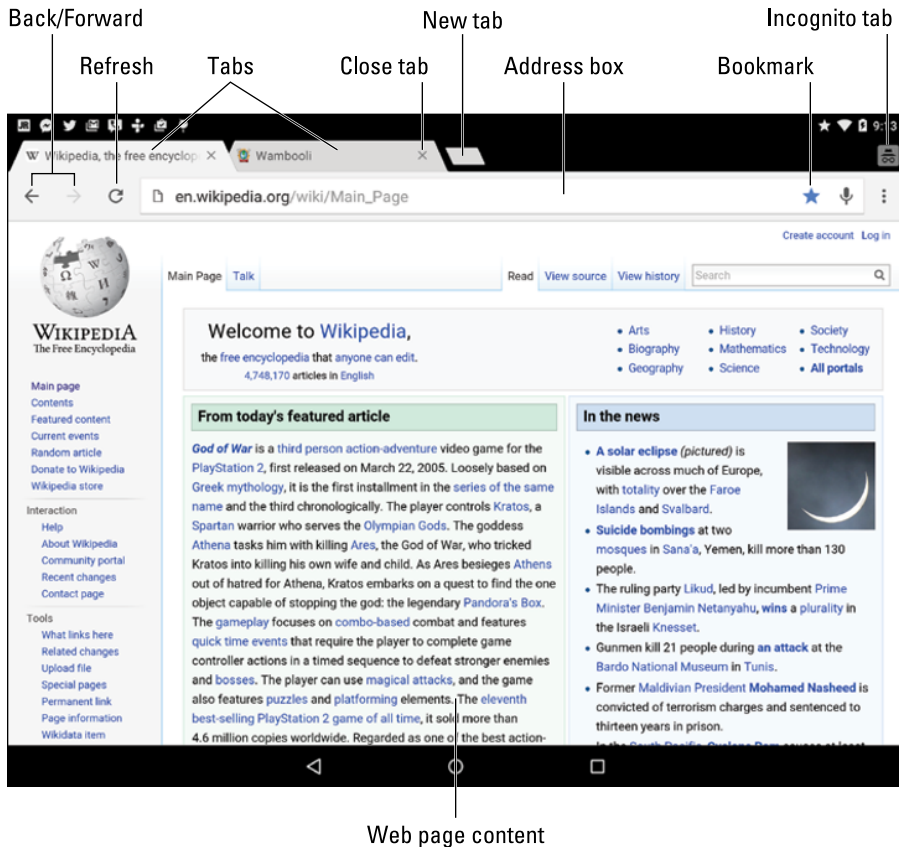 Back/Forward
New tab
Incognito tab
Refresh
Tabs
Close tab
Address box
Bookmark
9:13
W Wikipedia, the free encyclop
Wambooli
en.wikipedia.org/wiki/Main_Page
Create account Log in
Main Page Talk
Read View source View history Search
WIKIPEDIA
The Free Encyclopedia
Main page
Contents
Featured content
Current events
Random article
Donate to Wikipedia
Wikipedia store
Interaction
Help
About Wikipedia
Community portal
Recent changes
Contact page
Tools
What links here
Related changes
Upload file
Special pages
Permanent link
Page information
Wikidata item
Welcome to Wikipedia,
the free encyclopedia that anyone can edit.
4,748,170 articles in English
• Arts
• Biography
• Geography
• History
• Mathematics
• Science
• Society
• Technology
• All portals
From today's featured article
God of War is a third person action-adventure video game for the
PlayStation 2, first released on March 22, 2005. Loosely based on
Greek mythology, it is the first installment in the series of the same
name and the third chronologically. The player controls Kratos, a
Spartan warrior who serves the Olympian Gods. The goddess
Athena tasks him with killing Ares, the God of War, who tricked
Kratos into killing his own wife and child. As Ares besieges Athens
out of hatred for Athena, Kratos embarks on a quest to find the one
object capable of stopping the god: the legendary Pandora's Box.
The gameplay focuses on combo-based combat and features
quick time events that require the player to complete game
controller actions in a timed sequence to defeat stronger enemies
and bosses. The player can use magical attacks, and the game
also features puzzles and platforming elements. The eleventh
best-selling PlayStation 2 game of all time, it sold more than
4.6 million copies worldwide. Regarded as one of the best action-
In the news
• A solar eclipse (pictured) is
visible across much of Europe,
with totality over the Faroe
Islands and Svalbard.
• Suicide bombings at two
mosques in Sana'a, Yemen, kill more than 130
people.
• The ruling party Likud, led by incumbent Prime
Minister Benjamin Netanyahu, wins a plurality in
the Israeli Knesset.
• Gunmen kill 21 people during an attack at the
Bardo National Museum in Tunis.
• Former Maldivian President Mohamed Nasheed is
convicted of terrorism charges and sentenced to
thirteen years in prison.
Web page content